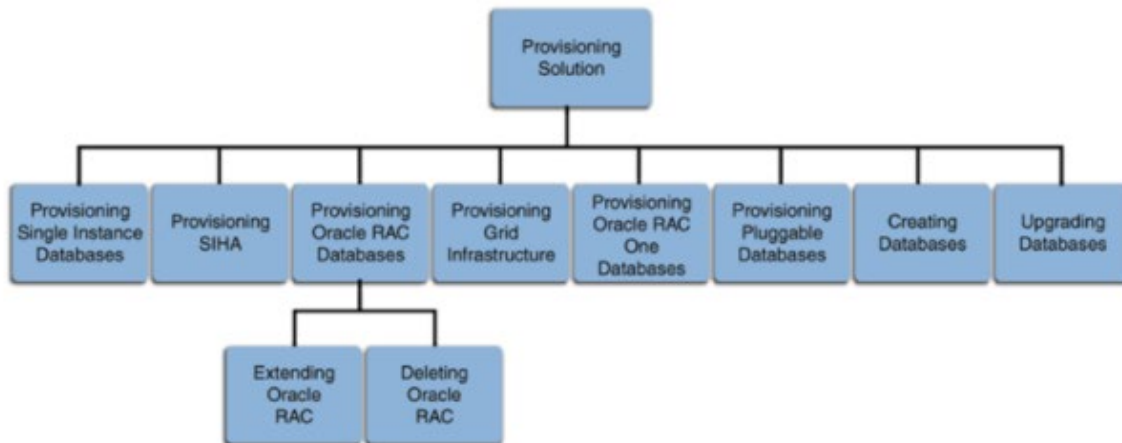 Provisioning
Solution
Provisioning
Single Instance
Databases
Provisioning
SIHA
Provisioning
Oracle RAC
Databases
Provisioning
Grid
Infrastructure
Provisioning
Oracle RAC
One
Databases
Provisioning
Pluggable
Databases
Creating
Databases
Upgrading
Databases
Extending
Oracle
RAC
Deleting
Oracle
RAC